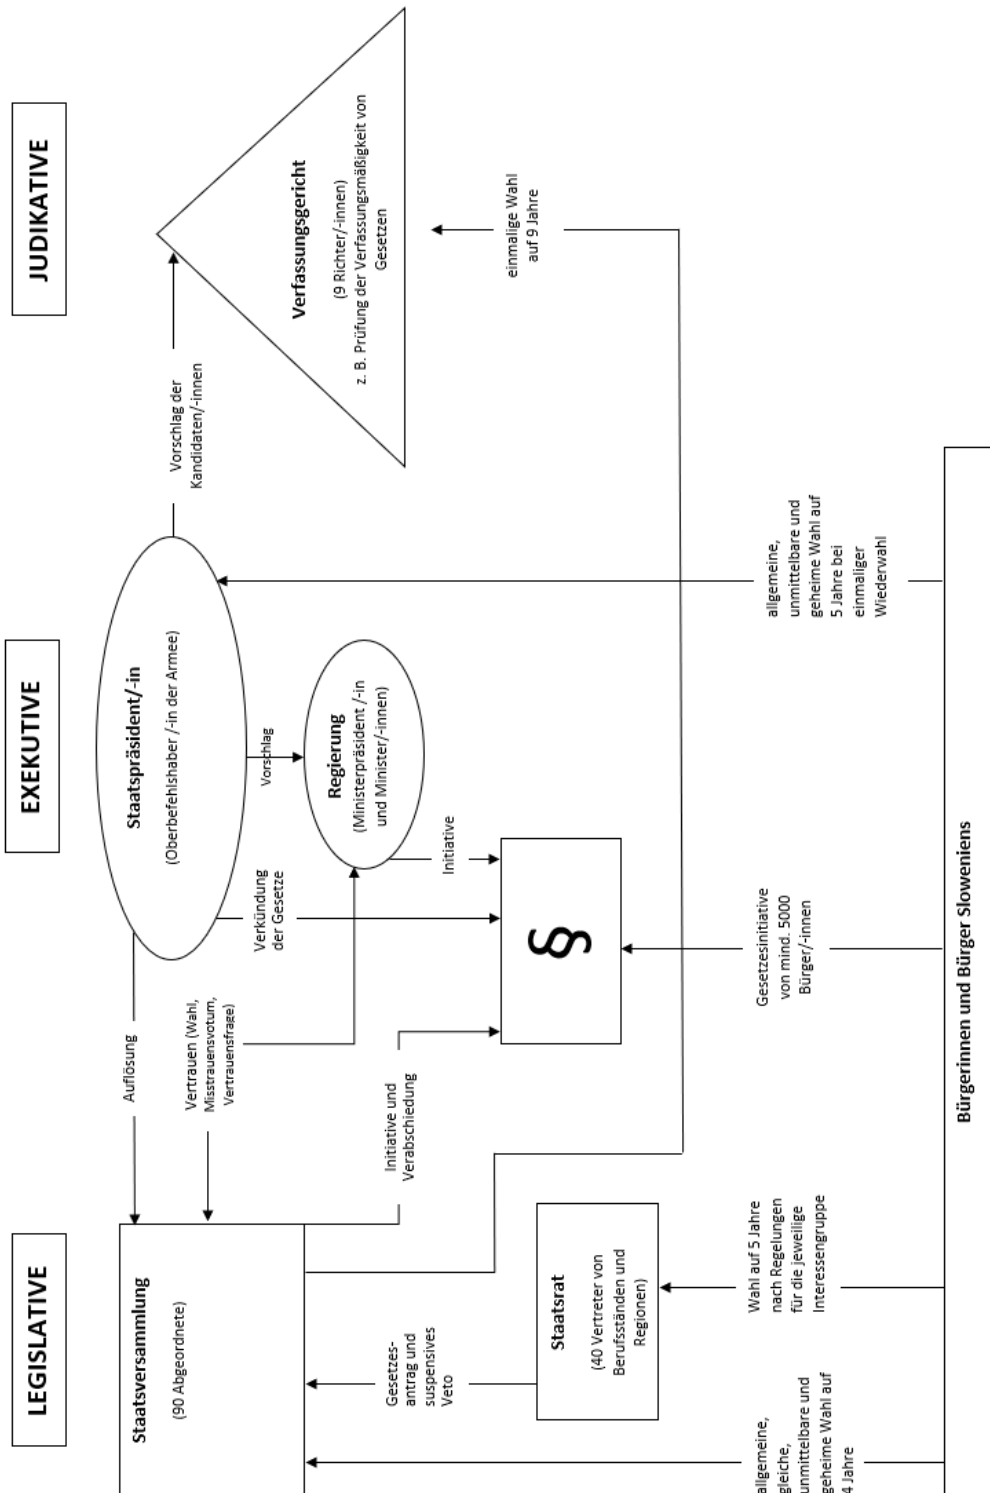 LEGISLATIVE
EXEKUTIVE
JUDIKATIVE
Staatsversammlung
(90 Abgeordnete)
Auflösung
Vertrauen (Wahl,
Misstrauensvotum,
Vertrauensfrage)
Staatspräsident/-in
(Oberbefehlshaber /-in der Armee)
Vorschlag der
Kandidaten/-innen
Verfassungsgericht
(9 Richter/-innen)
z. B. Prüfung der Verfassungsmäßigkeit von
Gesetzen
Verkündung
der Gesetze
Vorschlag
Regierung
(Ministerpräsident /-in
und Minister/-innen)
Initiative und
Verabschiedung
Initiative
§
Gesetzes-
antrag und
suspensives
Veto
Staatsrat
(40 Vertreter von
Berufsständen und
Regionen)
einmalige Wahl
auf 9 Jahre
allgemeine,
gleiche,
unmittelbare und
geheime Wahl auf
4 Jahre
Wahl auf 5 Jahre
nach Regelungen
für die jeweilige
Interessengruppe
Gesetzesinitiative
von mind. 5000
Bürger/-innen
allgemeine,
unmittelbare und
geheime Wahl auf
5 Jahre bei
einmaliger
Wiederwahl
Bürgerinnen und Bürger Sloweniens